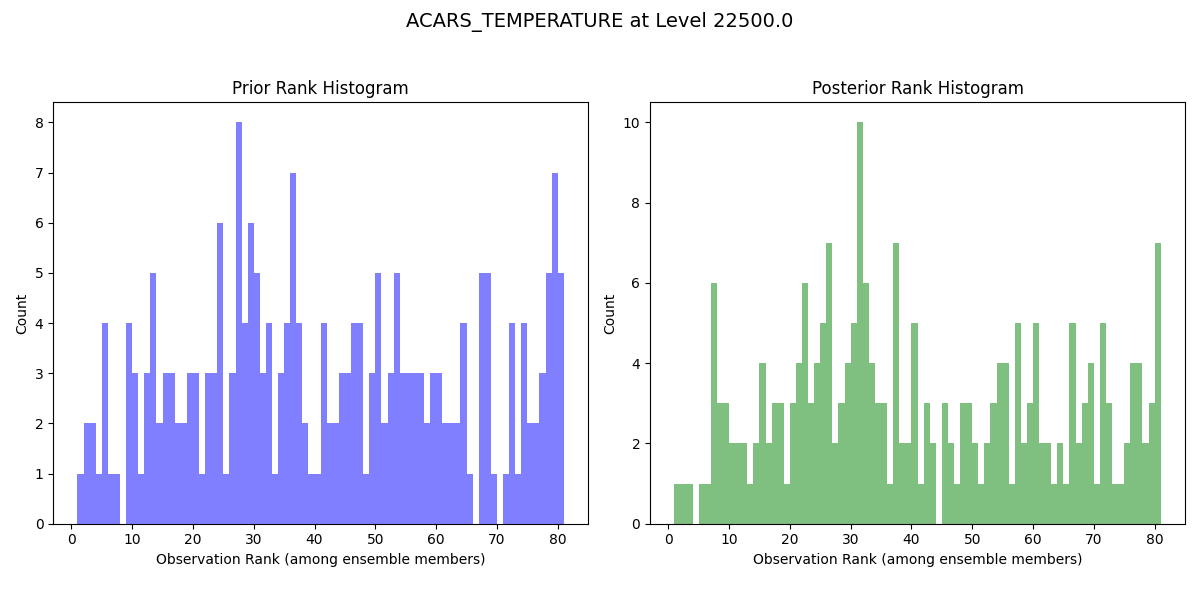 ACARS_TEMPERATURE at Level 22500.0
Prior Rank Histogram
Count
8
7
6
5
4
3
2
1
0
0 10 20 30 40 50 60 70 80
Observation Rank (among ensemble members)
Posterior Rank Histogram
Count
10
8
6
4
2
0
0 10 20 30 40 50 60 70 80
Observation Rank (among ensemble members)